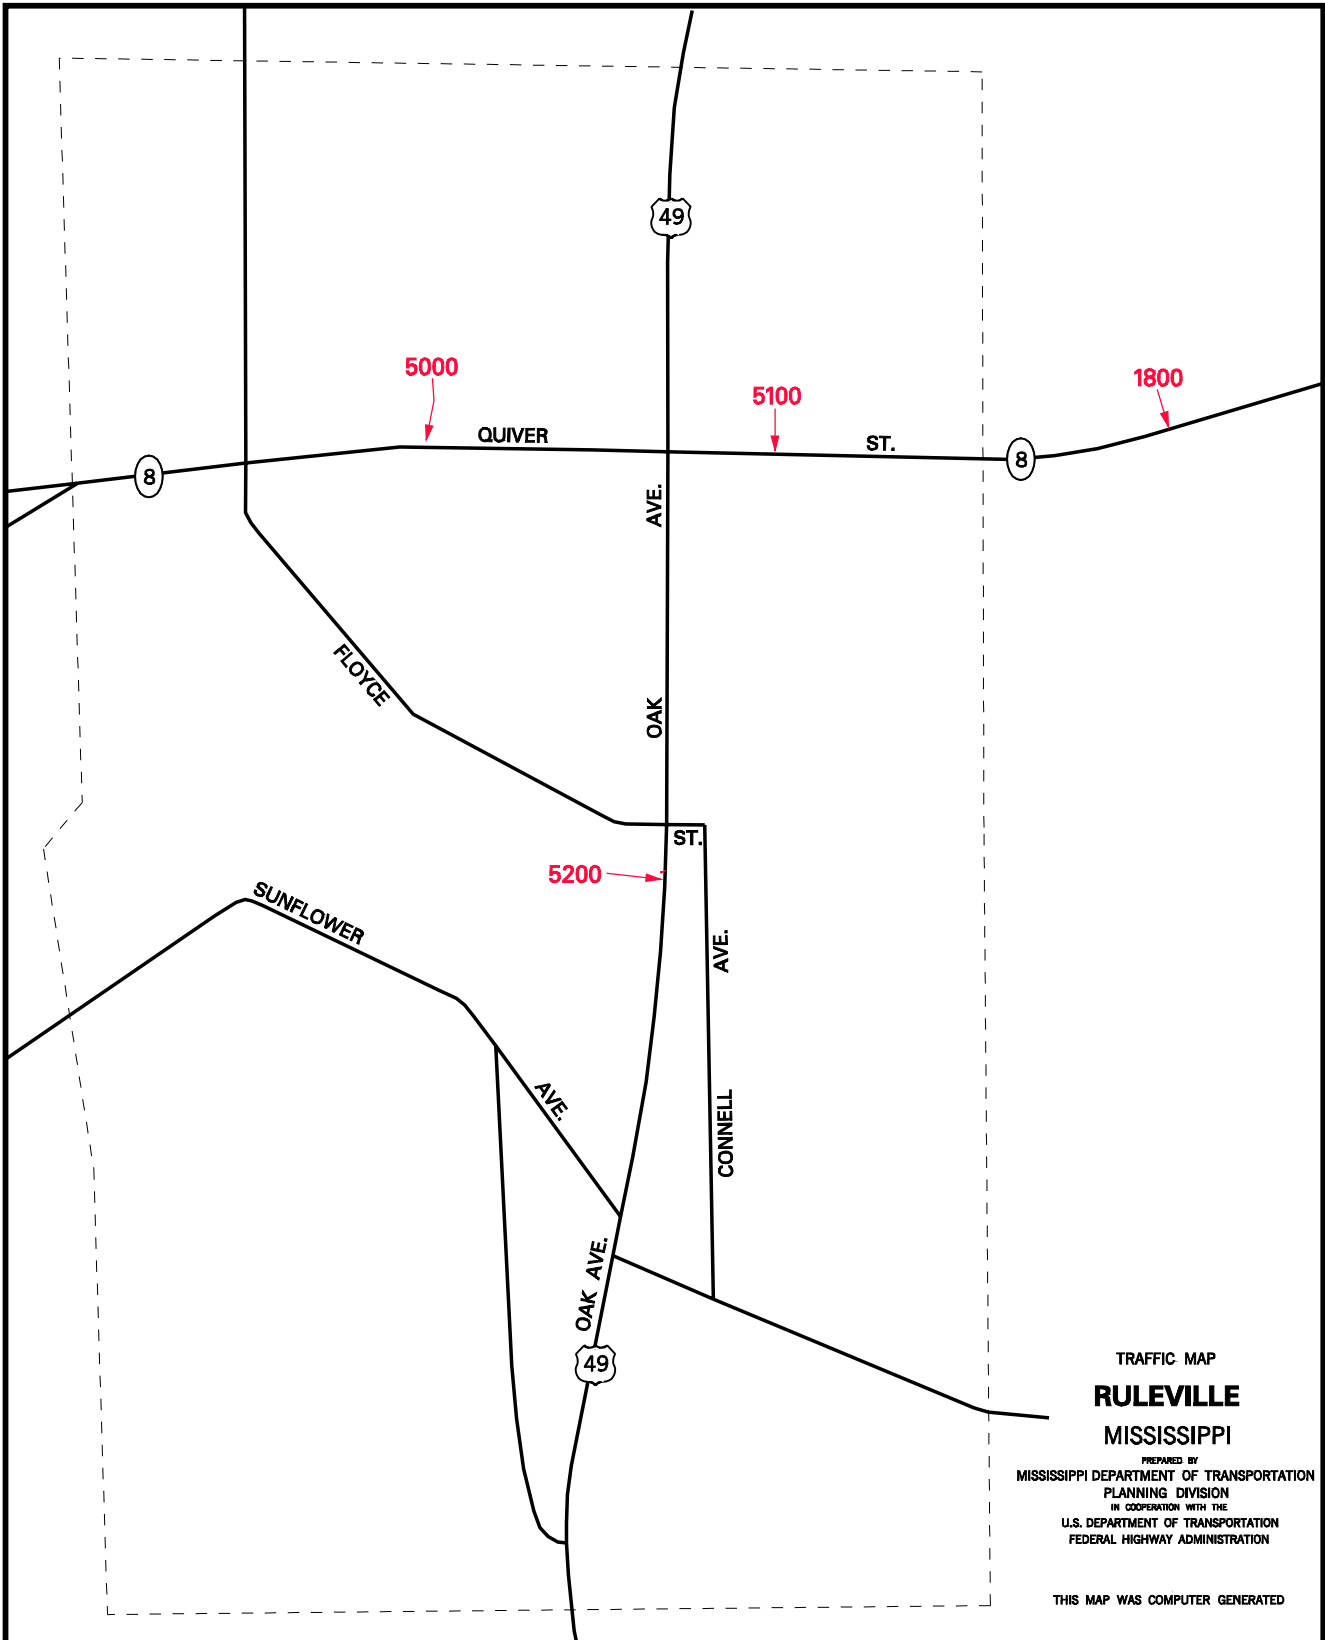 49
5000
5100
1800
QUIVER ST.
8
8
AVE.
OAK
FLOYCE
ST.
5200
SUNFLOWER
AVE.
AVE.
CONNELL
OAK AVE.
49
TRAFFIC MAP
RULEVILLE
MISSISSIPPI
PREPARED BY
MISSISSIPPI DEPARTMENT OF TRANSPORTATION
PLANNING DIVISION
IN COOPERATION WITH THE
U.S. DEPARTMENT OF TRANSPORTATION
FEDERAL HIGHWAY ADMINISTRATION
THIS MAP WAS COMPUTER GENERATED